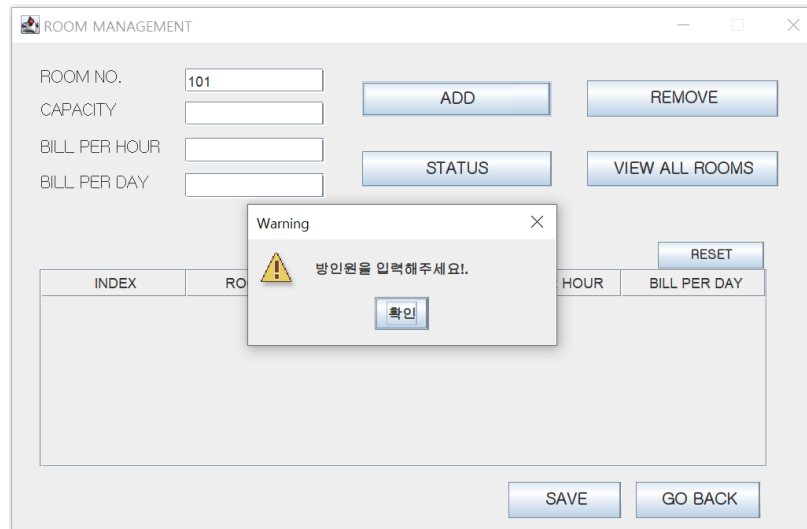 ROOM MANAGEMENT
ROOM NO.
101
ADD
REMOVE
CAPACITY
BILL PER HOUR
STATUS
VIEW ALL ROOMS
BILL PER DAY
Warning
방인원을 입력해주세요!.
확인
RESET
INDEX
RO
HOUR
BILL PER DAY
SAVE
GO BACK